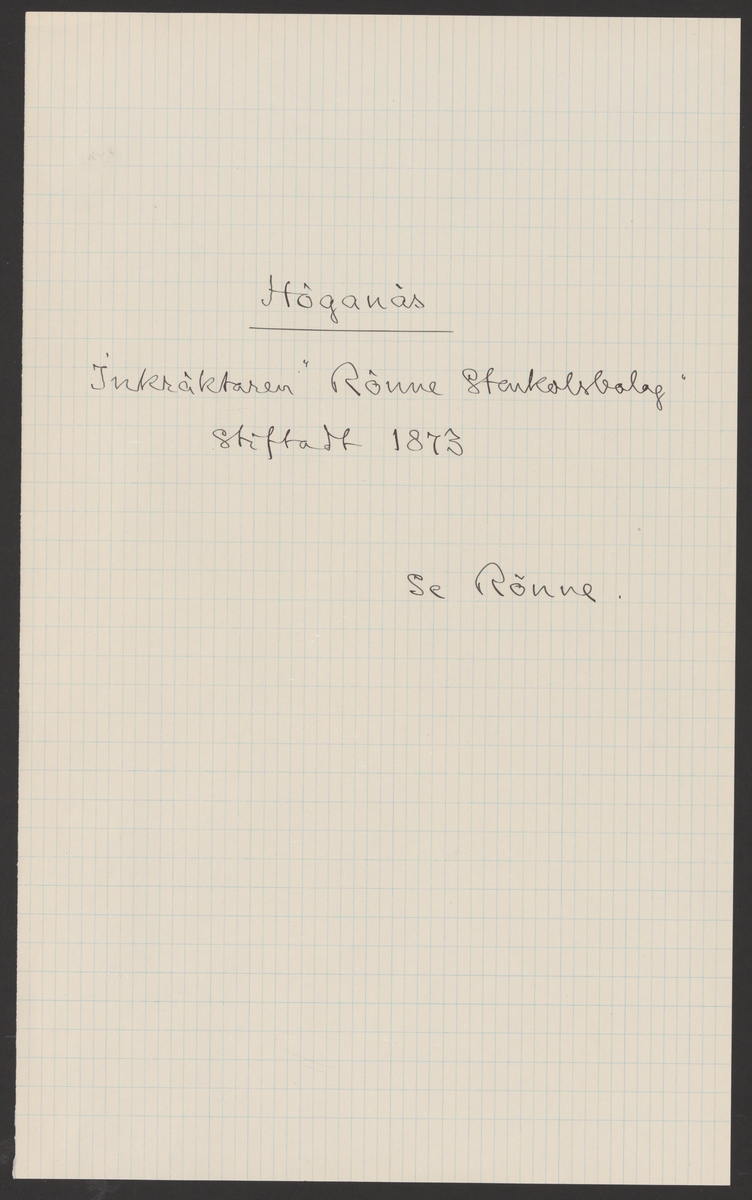 Höganäs
Inkräktaren "Rönne Stenkolsbolag"
Stiftadt 1873
Se Rönne.